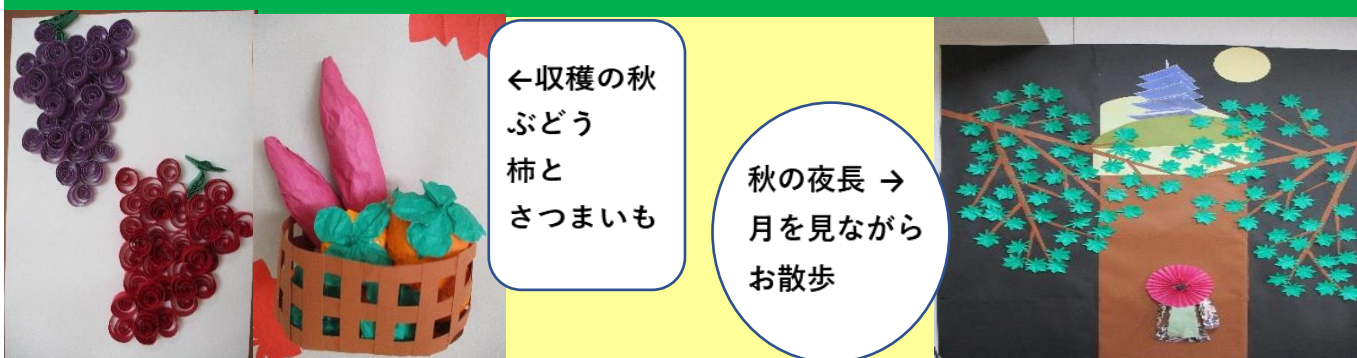 ←収穫の秋
ぶどう
柿と
さつまいも
秋の夜長 →
月を見ながら
お散歩